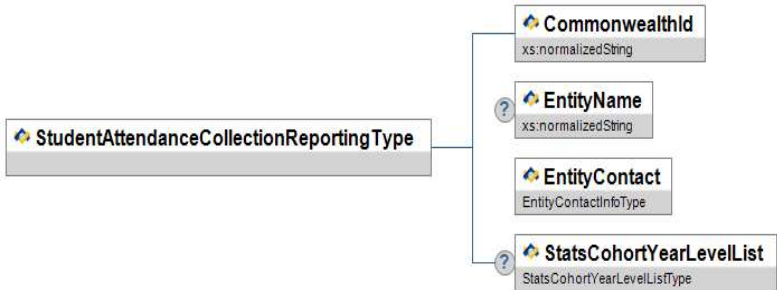 CommonwealthId
xs:normalizedString
?
EntityName
xs:normalizedString
StudentAttendanceCollectionReportingType
EntityContact
EntityContactInfoType
?
StatsCohortYearLevelList
StatsCohortYearLevelListType